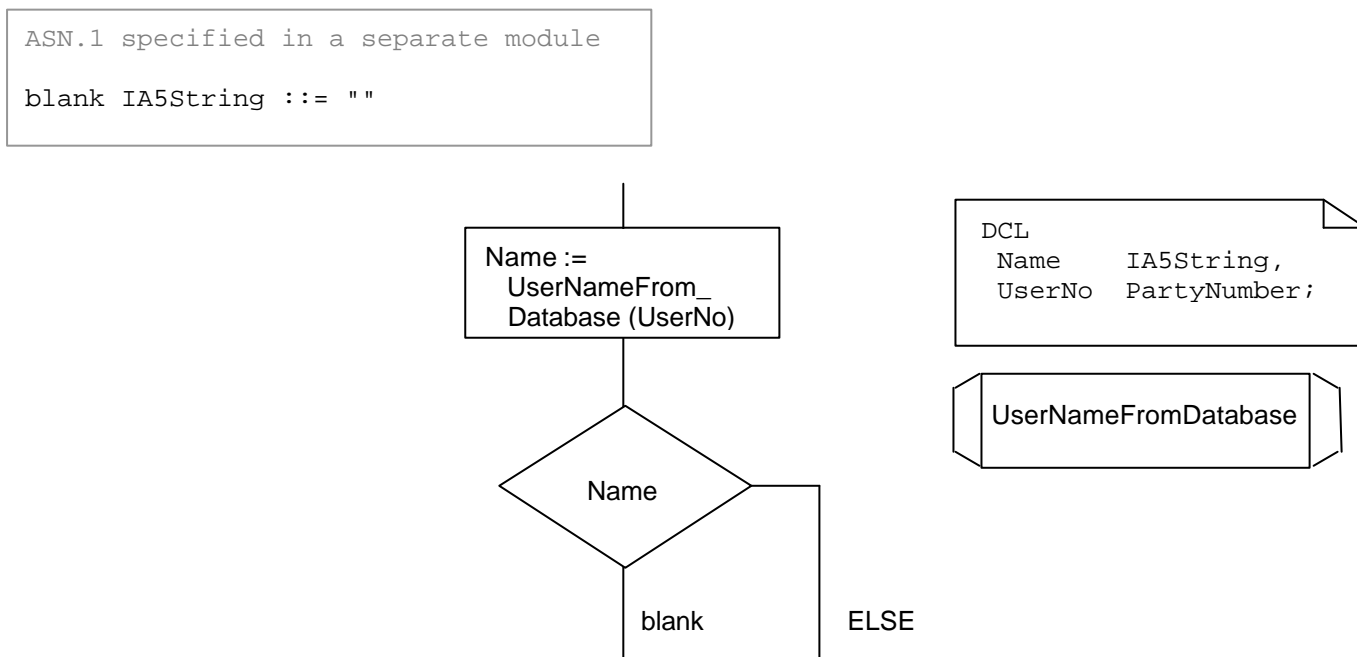 ASN.1 specified in a separate module
blank IA5String ::= ""
Name :=
UserNameFrom_
Database (UserNo)
DCL
Name IA5String,
UserNo PartyNumber;
UserNameFromDatabase
Name
blank
ELSE